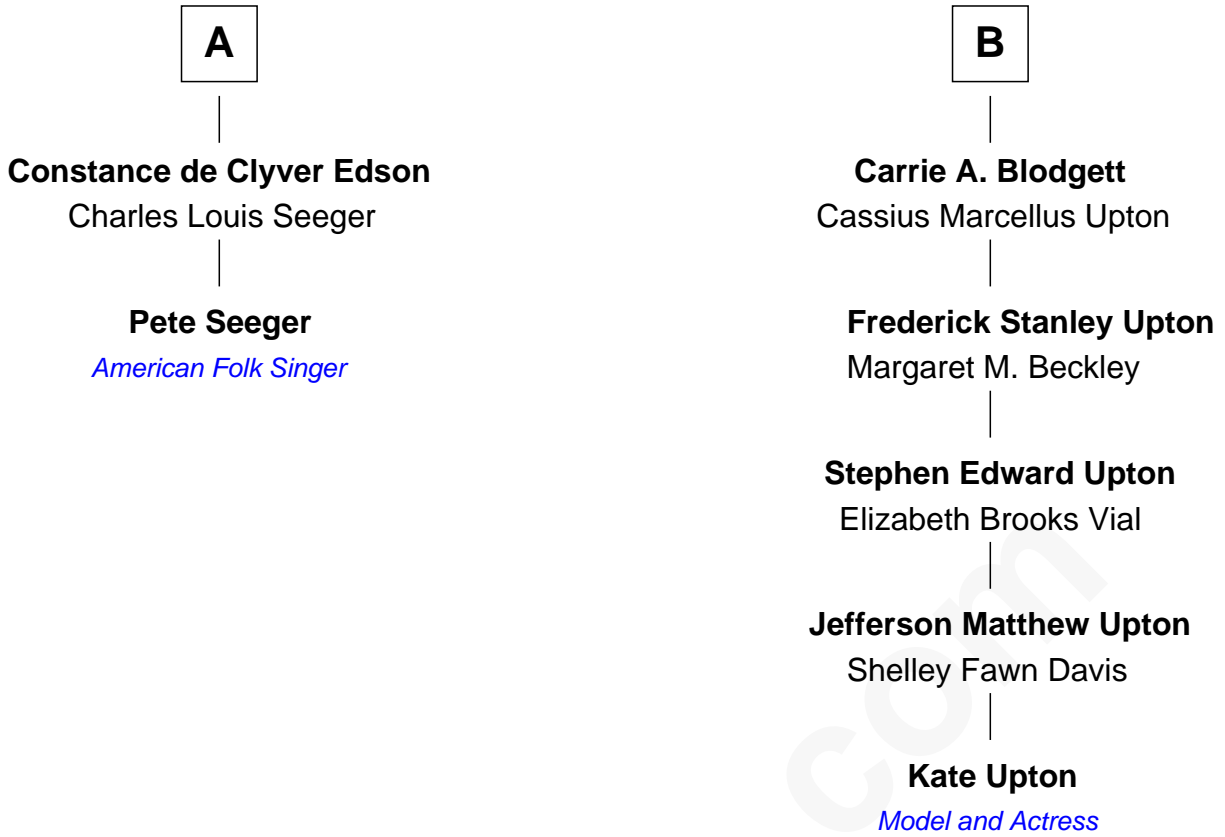 A
Constance de Clyver Edson
Charles Louis Seeger
Pete Seeger
American Folk Singer
B
Carrie A. Blodgett
Cassius Marcellus Upton
Frederick Stanley Upton
Margaret M. Beckley
Stephen Edward Upton
Elizabeth Brooks Vial
Jefferson Matthew Upton
Shelley Fawn Davis
Kate Upton
Model and Actress
com